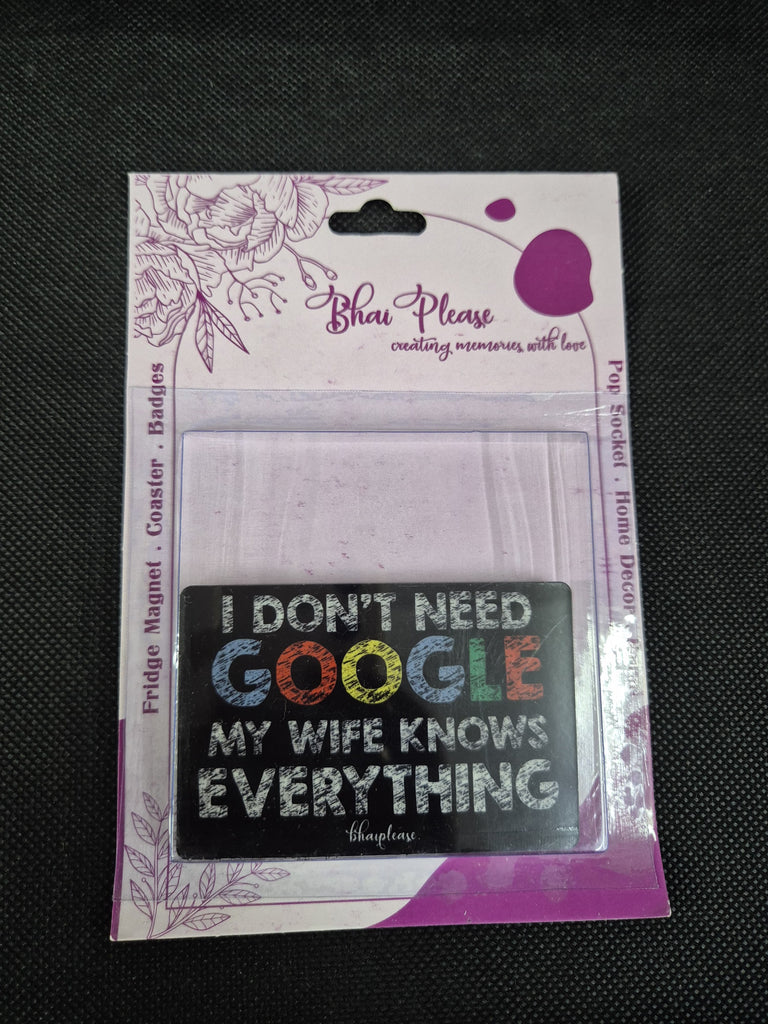 Bhai Please
creating memories with love
Fridge Magnet . Coaster . Badges
Pop Socket . Home Decor
I DON'T NEED
GOOGLE
MY WIFE KNOWS
EVERYTHING
bhaiplease